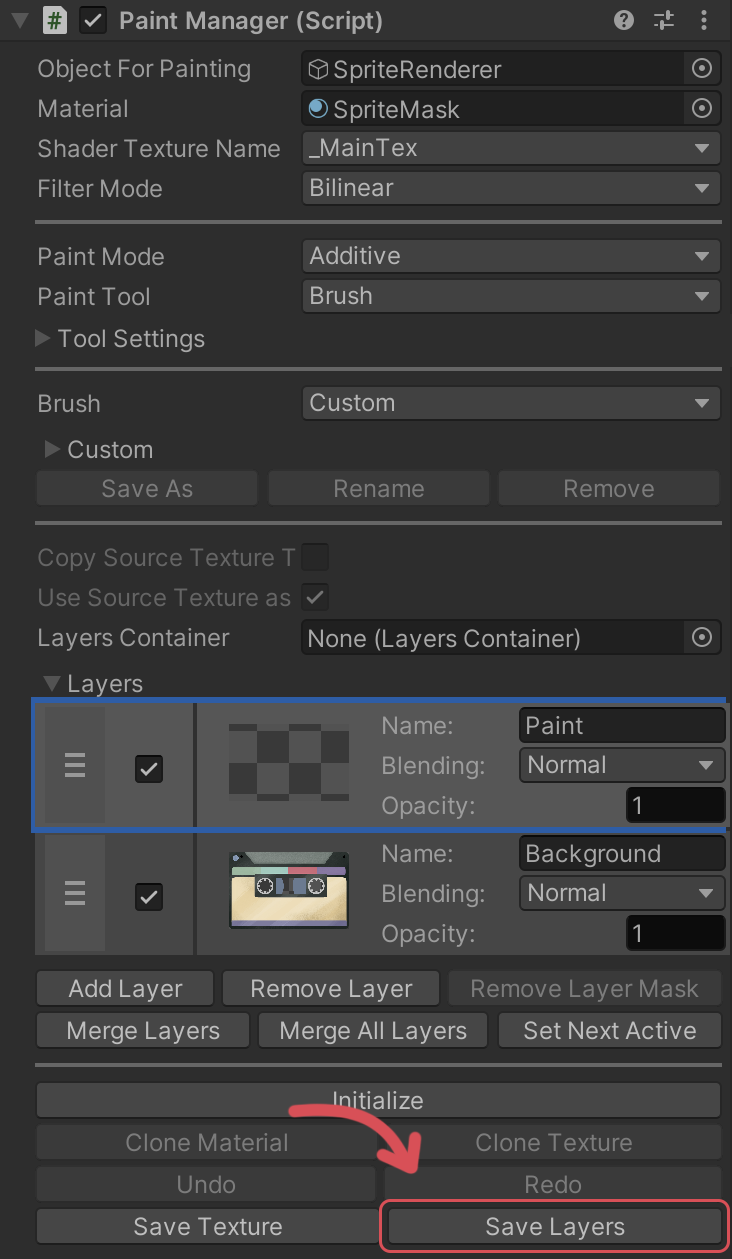 Paint Manager (Script)
Object For Painting SpriteRenderer
Material SpriteMask
Shader Texture Name _MainTex
Filter Mode Bilinear
Paint Mode Additive
Paint Tool Brush
Tool Settings
Brush Custom
Custom
Save As Rename Remove
Copy Source Texture T
Use Source Texture as
Layers Container None (Layers Container)
Layers
Name: Paint
Blending: Normal
Opacity: 1
Name: Background
Blending: Normal
Opacity: 1
Add Layer Remove Layer Remove Layer Mask
Merge Layers Merge All Layers Set Next Active
Initialize
Clone Material Clone Texture
Undo Redo
Save Texture Save Layers